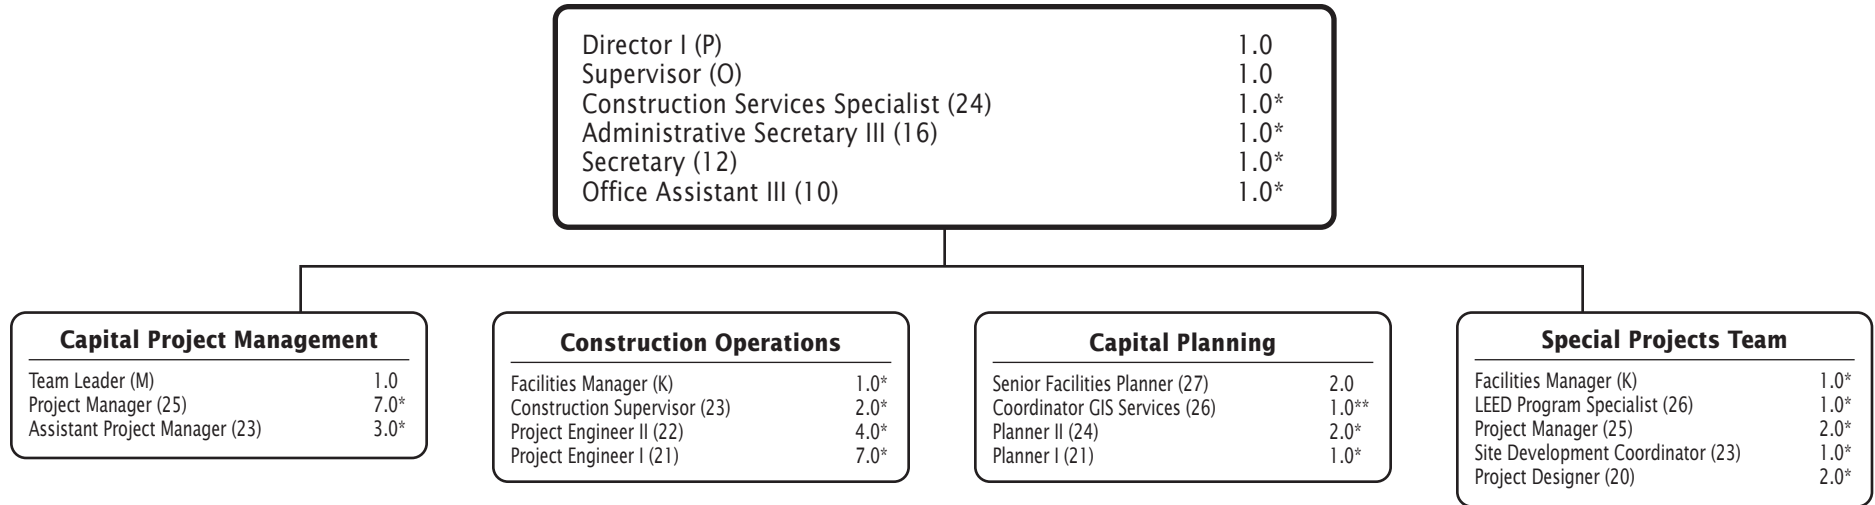 Director I (P) 1.0
Supervisor (O) 1.0
Construction Services Specialist (24) 1.0*
Administrative Secretary III (16) 1.0*
Secretary (12) 1.0*
Office Assistant III (10) 1.0*
Capital Project Management
Team Leader (M) 1.0
Project Manager (25) 7.0*
Assistant Project Manager (23) 3.0*
Construction Operations
Facilities Manager (K) 1.0*
Construction Supervisor (23) 2.0*
Project Engineer II (22) 4.0*
Project Engineer I (21) 7.0*
Capital Planning
Senior Facilities Planner (27) 2.0
Coordinator GIS Services (26) 1.0**
Planner II (24) 2.0*
Planner I (21) 1.0*
Special Projects Team
Facilities Manager (K) 1.0*
LEED Program Specialist (26) 1.0*
Project Manager (25) 2.0*
Site Development Coordinator (23) 1.0*
Project Designer (20) 2.0*